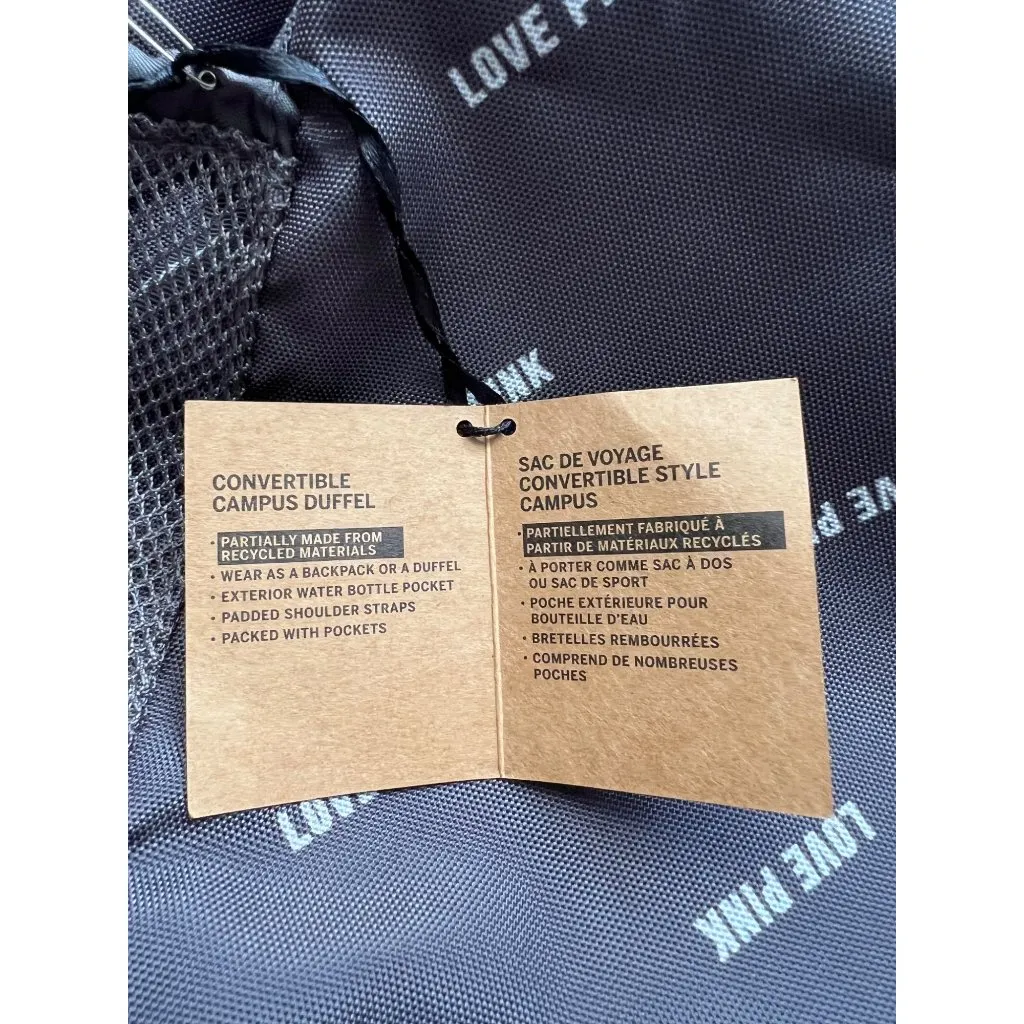 LOVE
PINK
CONVERTIBLE
CAMPUS DUFFEL
• PARTIALLY MADE FROM
RECYCLED MATERIALS
• WEAR AS A BACKPACK OR A DUFFEL
• EXTERIOR WATER BOTTLE POCKET
• PADDED SHOULDER STRAPS
• PACKED WITH POCKETS
SAC DE VOYAGE
CONVERTIBLE STYLE
CAMPUS
• PARTIELLEMENT FABRIQUÉ À
PARTIR DE MATÉRIAUX RECYCLÉS
• À PORTER COMME SAC À DOS
OU SAC DE SPORT
• POCHE EXTÉRIEURE POUR
BOUTEILLE D'EAU
• BRETELLES REMBOURRÉES
• COMPREND DE NOMBREUSES
POCHES
LOVE
LOVE PINK